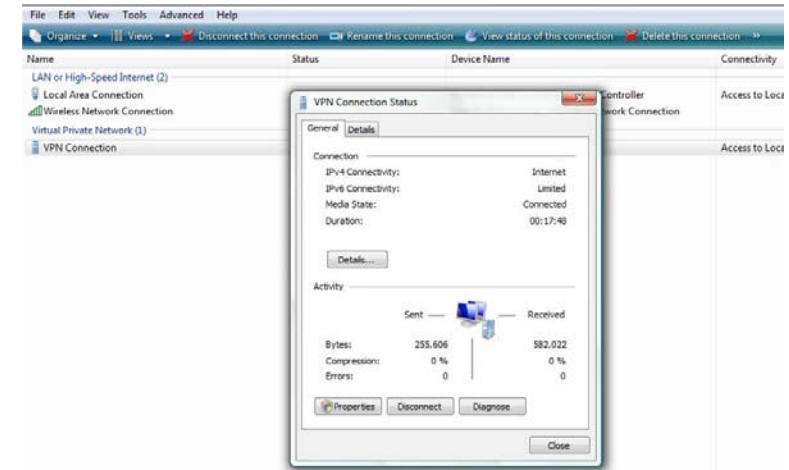 File Edit View Tools Advanced Help
Organize Views Disconnect this connection Rename this connection View status of this connection Delete this connection »
Name Status Device Name Connectivity
LAN or High-Speed Internet (2)
Local Area Connection Controller Access to Loca
Wireless Network Connection work Connection
Virtual Private Network (1)
VPN Connection Access to Loca
VPN Connection Status
General Details
Connection
IPv4 Connectivity: Internet
IPv6 Connectivity: Limited
Media State: Connected
Duration: 00:17:48
Details...
Activity
Sent Received
Bytes: 255.606 582.022
Compression: 0 % 0 %
Errors: 0 0
Properties Disconnect Diagnose
Close